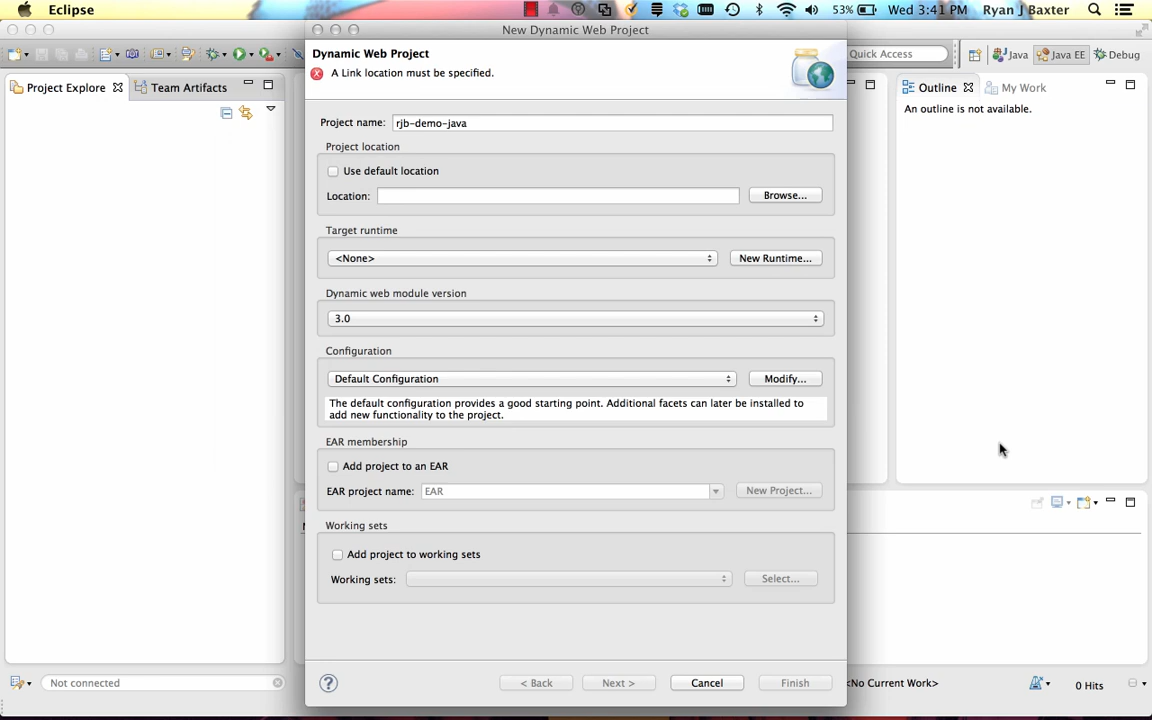 Eclipse
53%
Wed 3:41 PM
Ryan J Baxter
New Dynamic Web Project
Quick Access
Java
Java EE
Debug
Project Explore
Team Artifacts
Outline
My Work
An outline is not available.
Dynamic Web Project
A Link location must be specified.
Project name:
rjb-demo-java
Project location
Use default location
Location:
Browse...
Target runtime
<None>
New Runtime...
Dynamic web module version
3.0
Configuration
Default Configuration
Modify...
The default configuration provides a good starting point. Additional facets can later be installed to
add new functionality to the project.
EAR membership
Add project to an EAR
EAR project name:
EAR
New Project...
Working sets
Add project to working sets
Working sets:
Select...
?
< Back
Next >
Cancel
Finish
Not connected
<No Current Work>
0 Hits